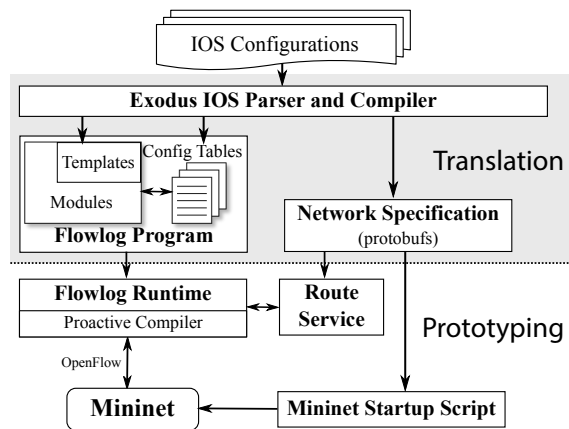 IOS Configurations
Exodus IOS Parser and Compiler
Templates
Config Tables
Modules
Flowlog Program
Translation
Network Specification
(protobufs)
Flowlog Runtime
Proactive Compiler
Route
Service
Prototyping
OpenFlow
Mininet
Mininet Startup Script